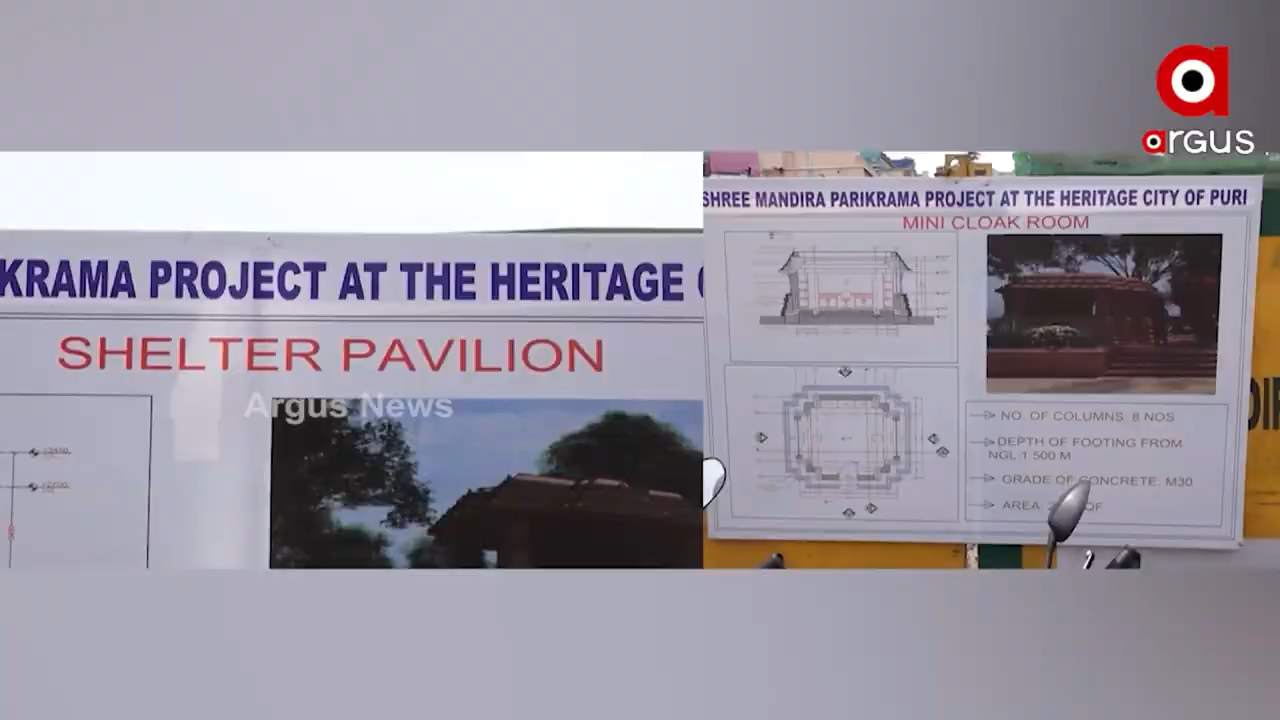 argus
KRAMA PROJECT AT THE HERITAGE
SHELTER PAVILION
Argus News
SHREE MANDIRA PARIKRAMA PROJECT AT THE HERITAGE CITY OF PURI
MINI CLOAK ROOM
NO. OF COLUMNS: 8 NOS
DEPTH OF FOOTING FROM
NGL 1.500 M
GRADE OF CONCRETE: M30
AREA